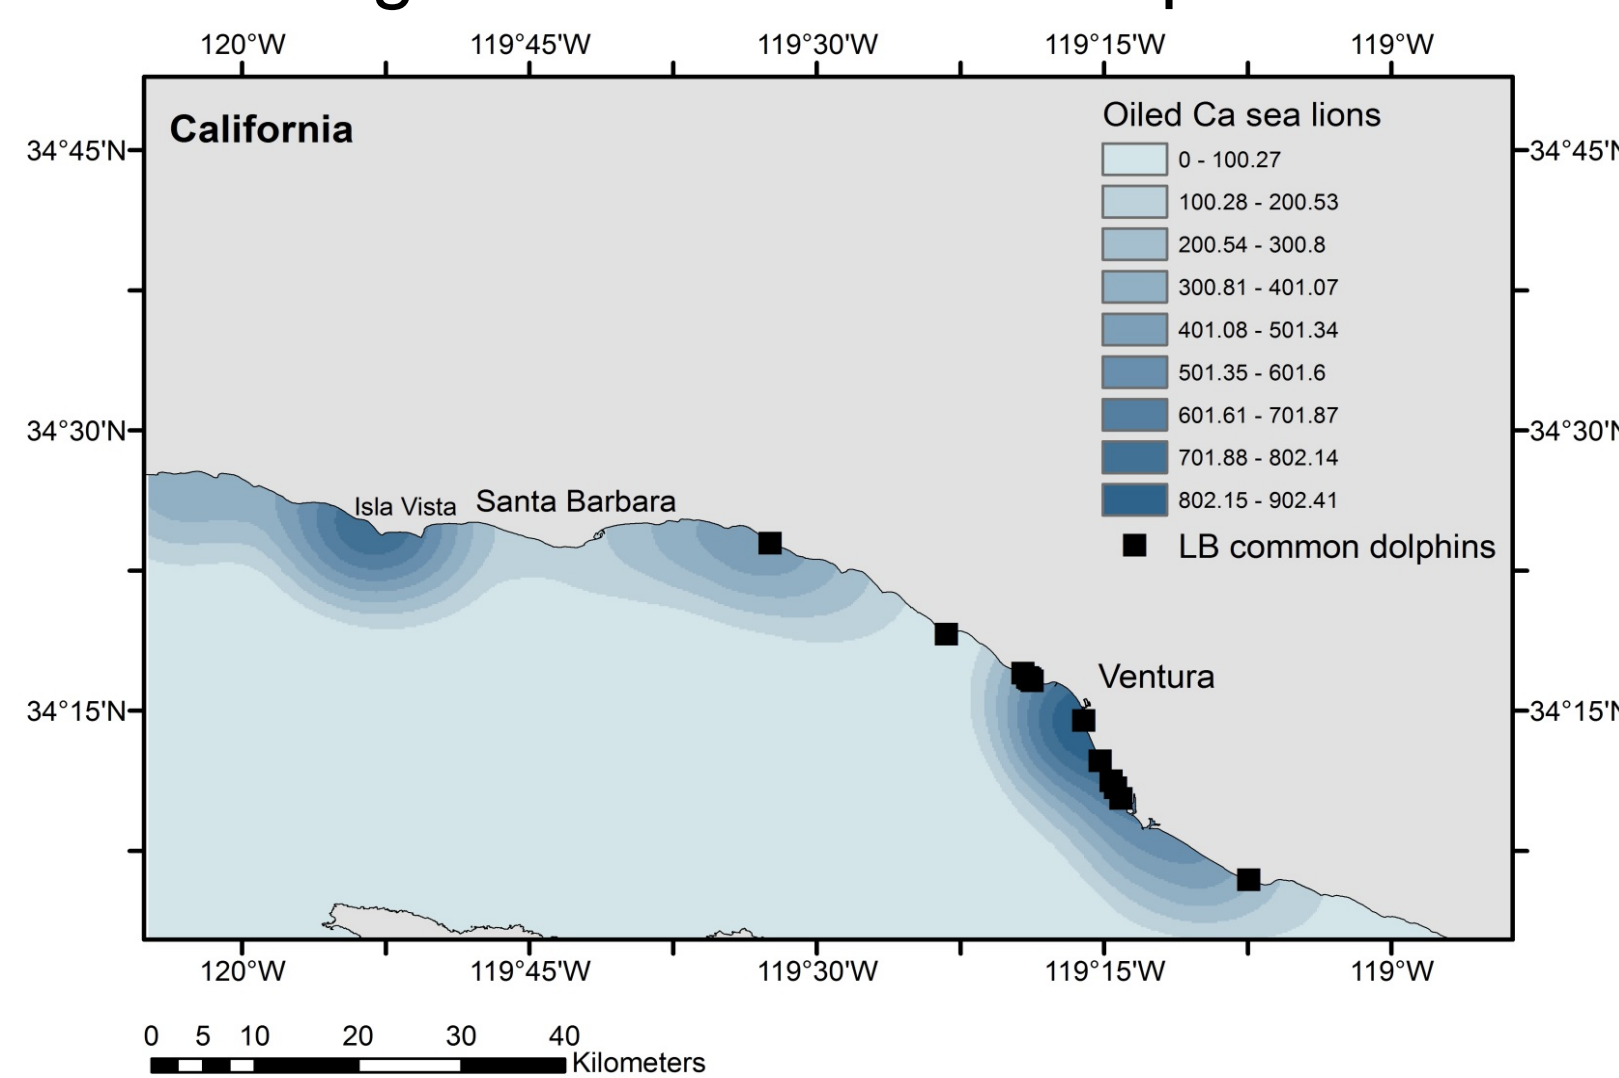 120°W 119°45'W 119°30'W 119°15'W 119°W
California
Oiled Ca sea lions
0 - 100.27
100.28 - 200.53
200.54 - 300.8
300.81 - 401.07
401.08 - 501.34
501.35 - 601.6
601.61 - 701.87
701.88 - 802.14
802.15 - 902.41
LB common dolphins
34°45'N 34°45'N
34°30'N 34°30'N
Isla Vista Santa Barbara
Ventura
34°15'N 34°15'N
120°W 119°45'W 119°30'W 119°15'W 119°W
0 5 10 20 30 40
Kilometers